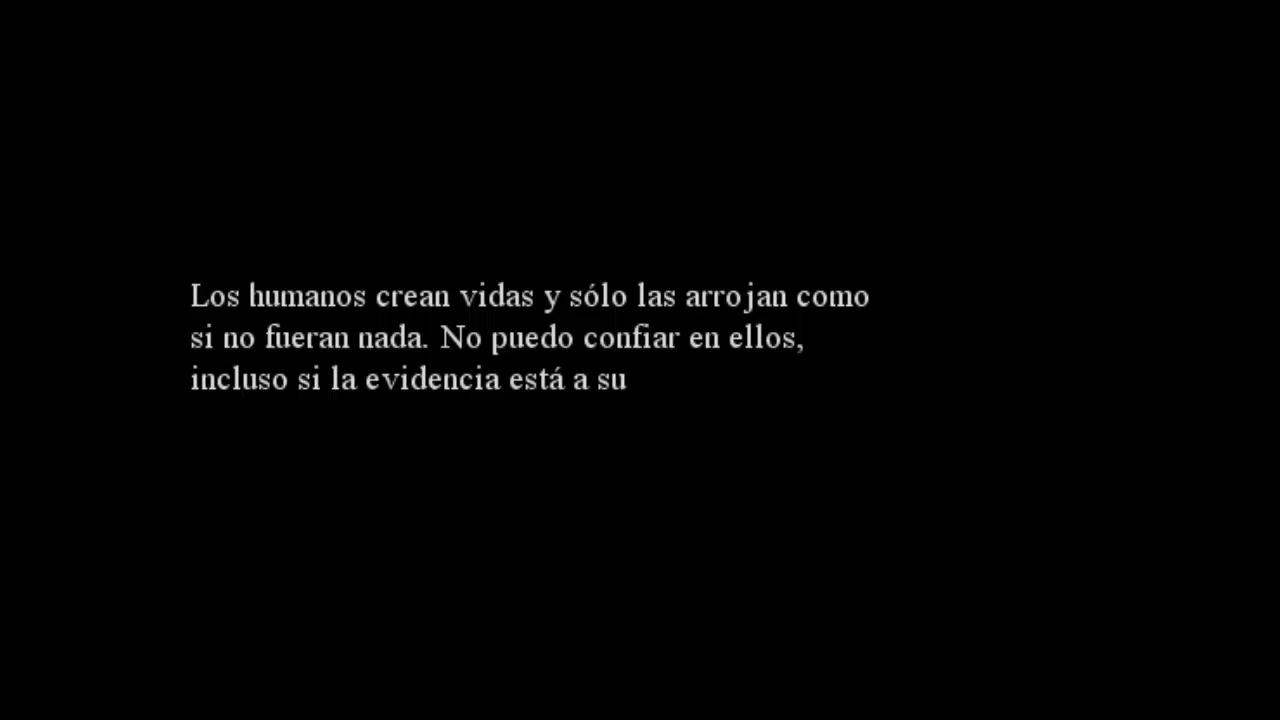 Los humanos crean vidas y sólo las arrojan como
si no fueran nada. No puedo confiar en ellos,
incluso si la evidencia está a su